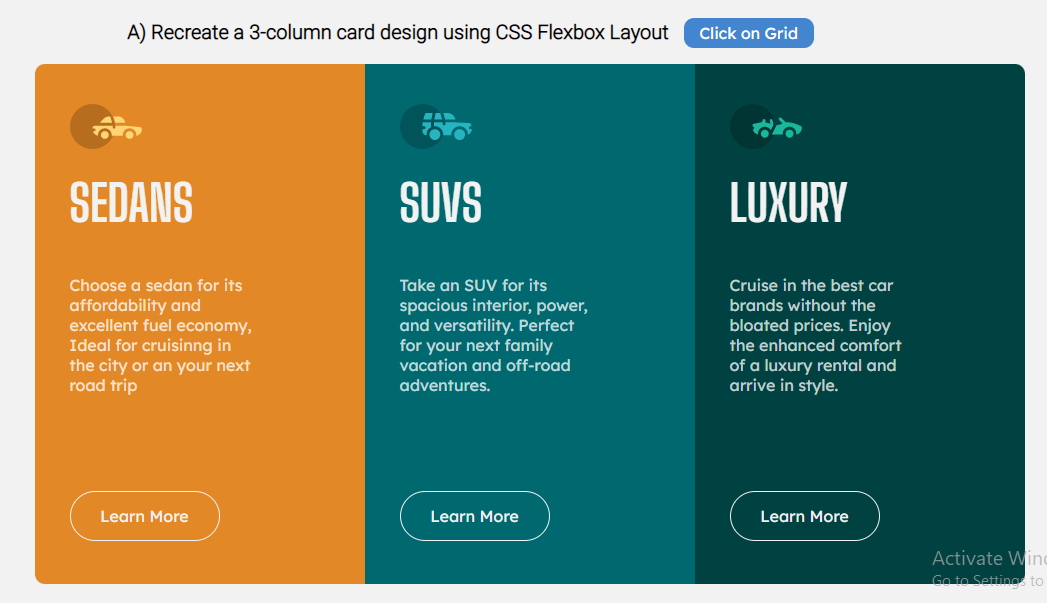 A) Recreate a 3-column card design using CSS Flexbox Layout
Click on Grid
SEDANS
Choose a sedan for its
affordability and
excellent fuel economy,
Ideal for cruisinng in
the city or an your next
road trip
Learn More
SUVS
Take an SUV for its
spacious interior, power,
and versatility. Perfect
for your next family
vacation and off-road
adventures.
Learn More
LUXURY
Cruise in the best car
brands without the
bloated prices. Enjoy
the enhanced comfort
of a luxury rental and
arrive in style.
Learn More
Activate Wind
Go to Settings to